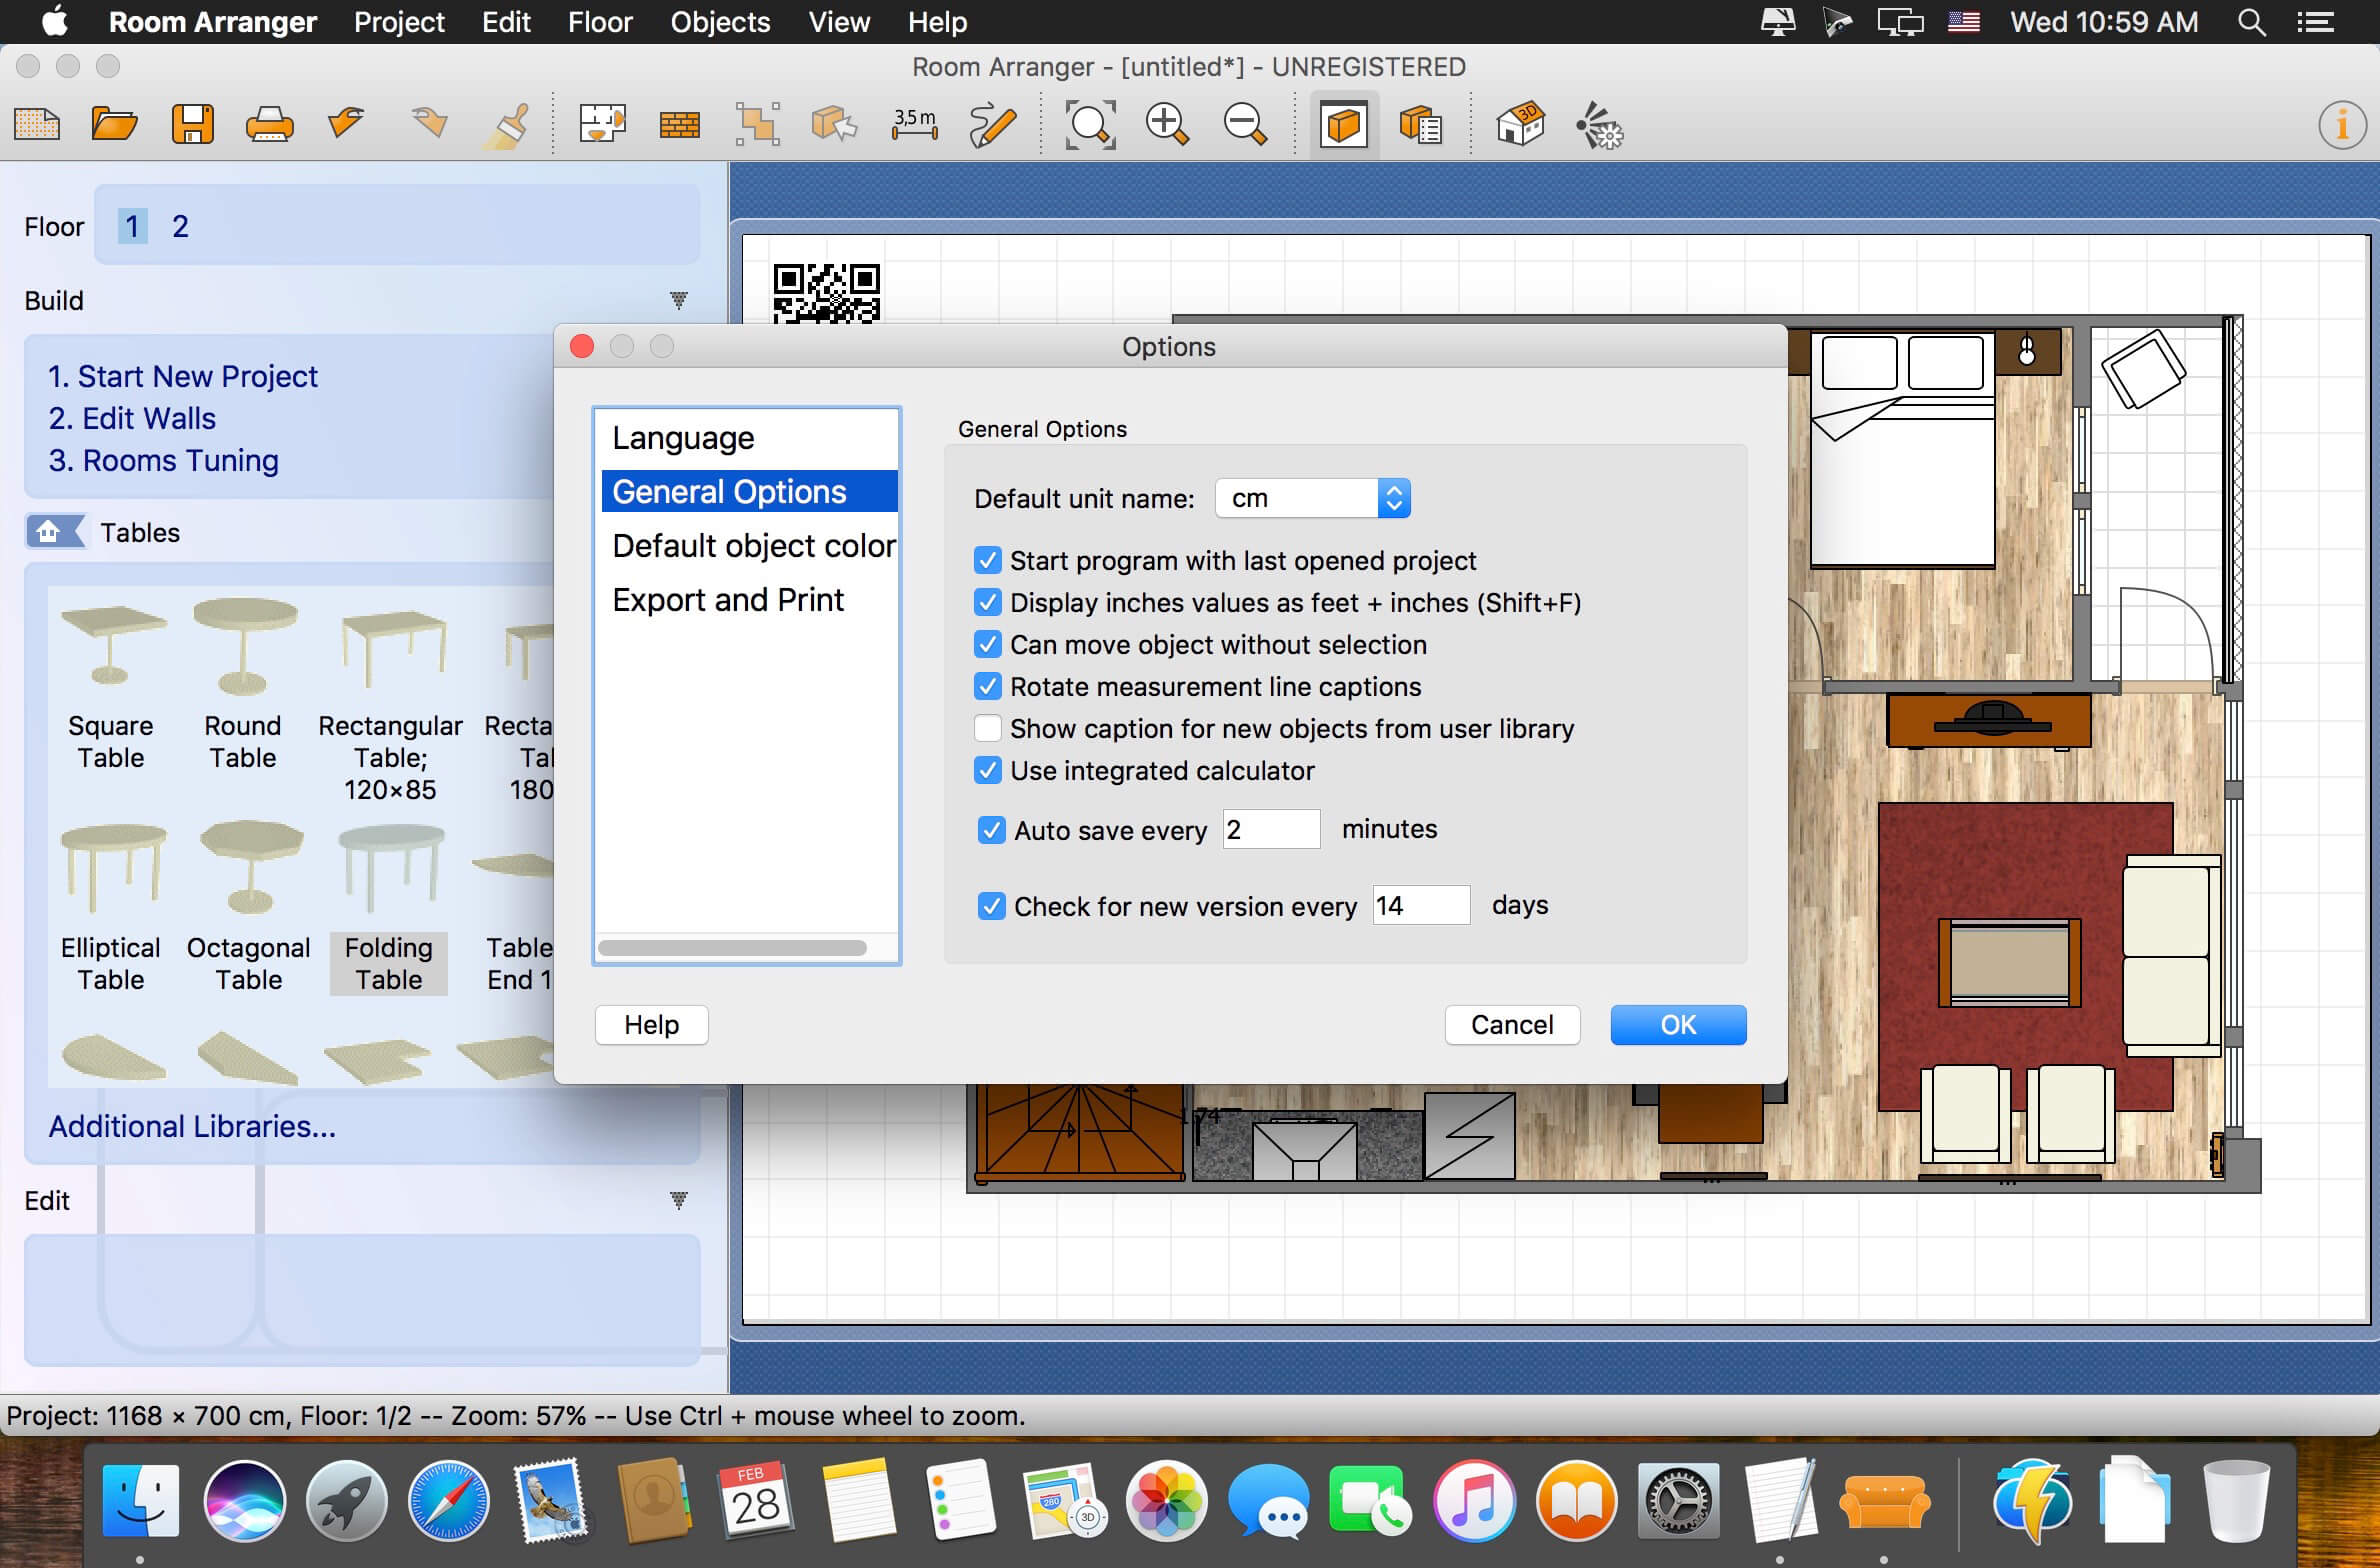 Room Arranger Project Edit Floor Objects View Help Wed 10:59 AM
Room Arranger - [untitled*] - UNREGISTERED
3,5 m
3D
i
Floor 1 2
Build
1. Start New Project
2. Edit Walls
3. Rooms Tuning
Tables
Square
Table
Round
Table
Rectangular
Table;
120×85
Recta
180
Elliptical
Table
Octagonal
Table
Folding
Table
Table
End 1
Additional Libraries...
Edit
Options
Language
General Options
Default object color
Export and Print
General Options
Default unit name: cm
Start program with last opened project
Display inches values as feet + inches (Shift+F)
Can move object without selection
Rotate measurement line captions
Show caption for new objects from user library
Use integrated calculator
Auto save every 2 minutes
Check for new version every 14 days
Help Cancel OK
Project: 1168 × 700 cm, Floor: 1/2 -- Zoom: 57% -- Use Ctrl + mouse wheel to zoom.
FEB
28
280
3D